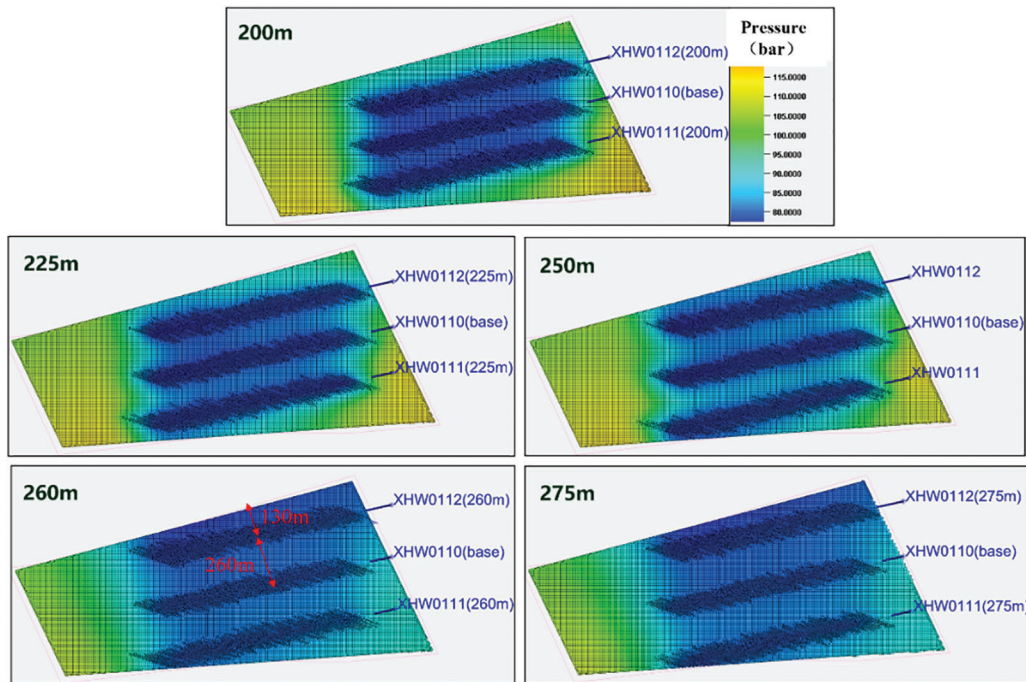 200m
XHW0112(200m)
XHW0110(base)
XHW0111(200m)
Pressure
（bar）
115.0000
110.0000
105.0000
100.0000
95.0000
90.0000
85.0000
80.0000
225m
XHW0112(225m)
XHW0110(base)
XHW0111(225m)
250m
XHW0112
XHW0110(base)
XHW0111
260m
130m
260m
XHW0112(260m)
XHW0110(base)
XHW0111(260m)
275m
XHW0112(275m)
XHW0110(base)
XHW0111(275m)